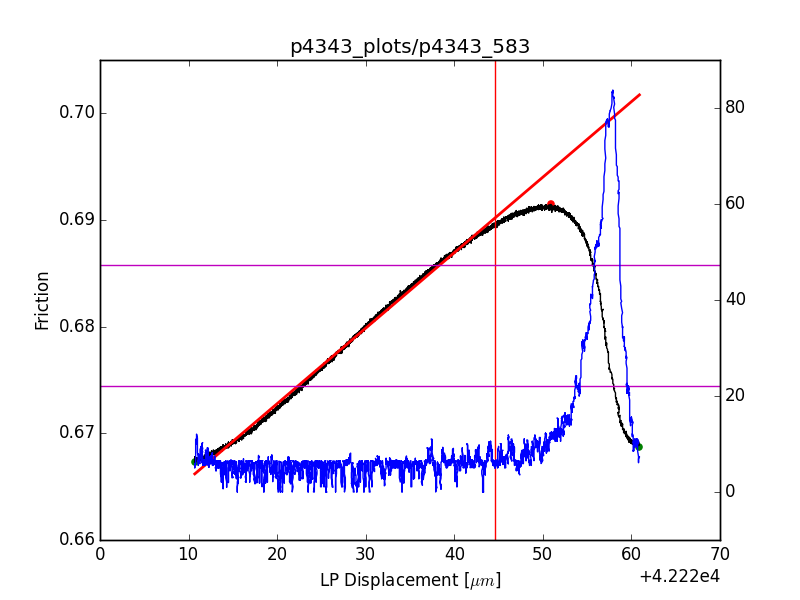 p4343_plots/p4343_583
0.70
0.69
0.68
0.67
0.66
Friction
80
60
40
20
0
0 10 20 30 40 50 60 70
LP Displacement [μm]
+4.222e4